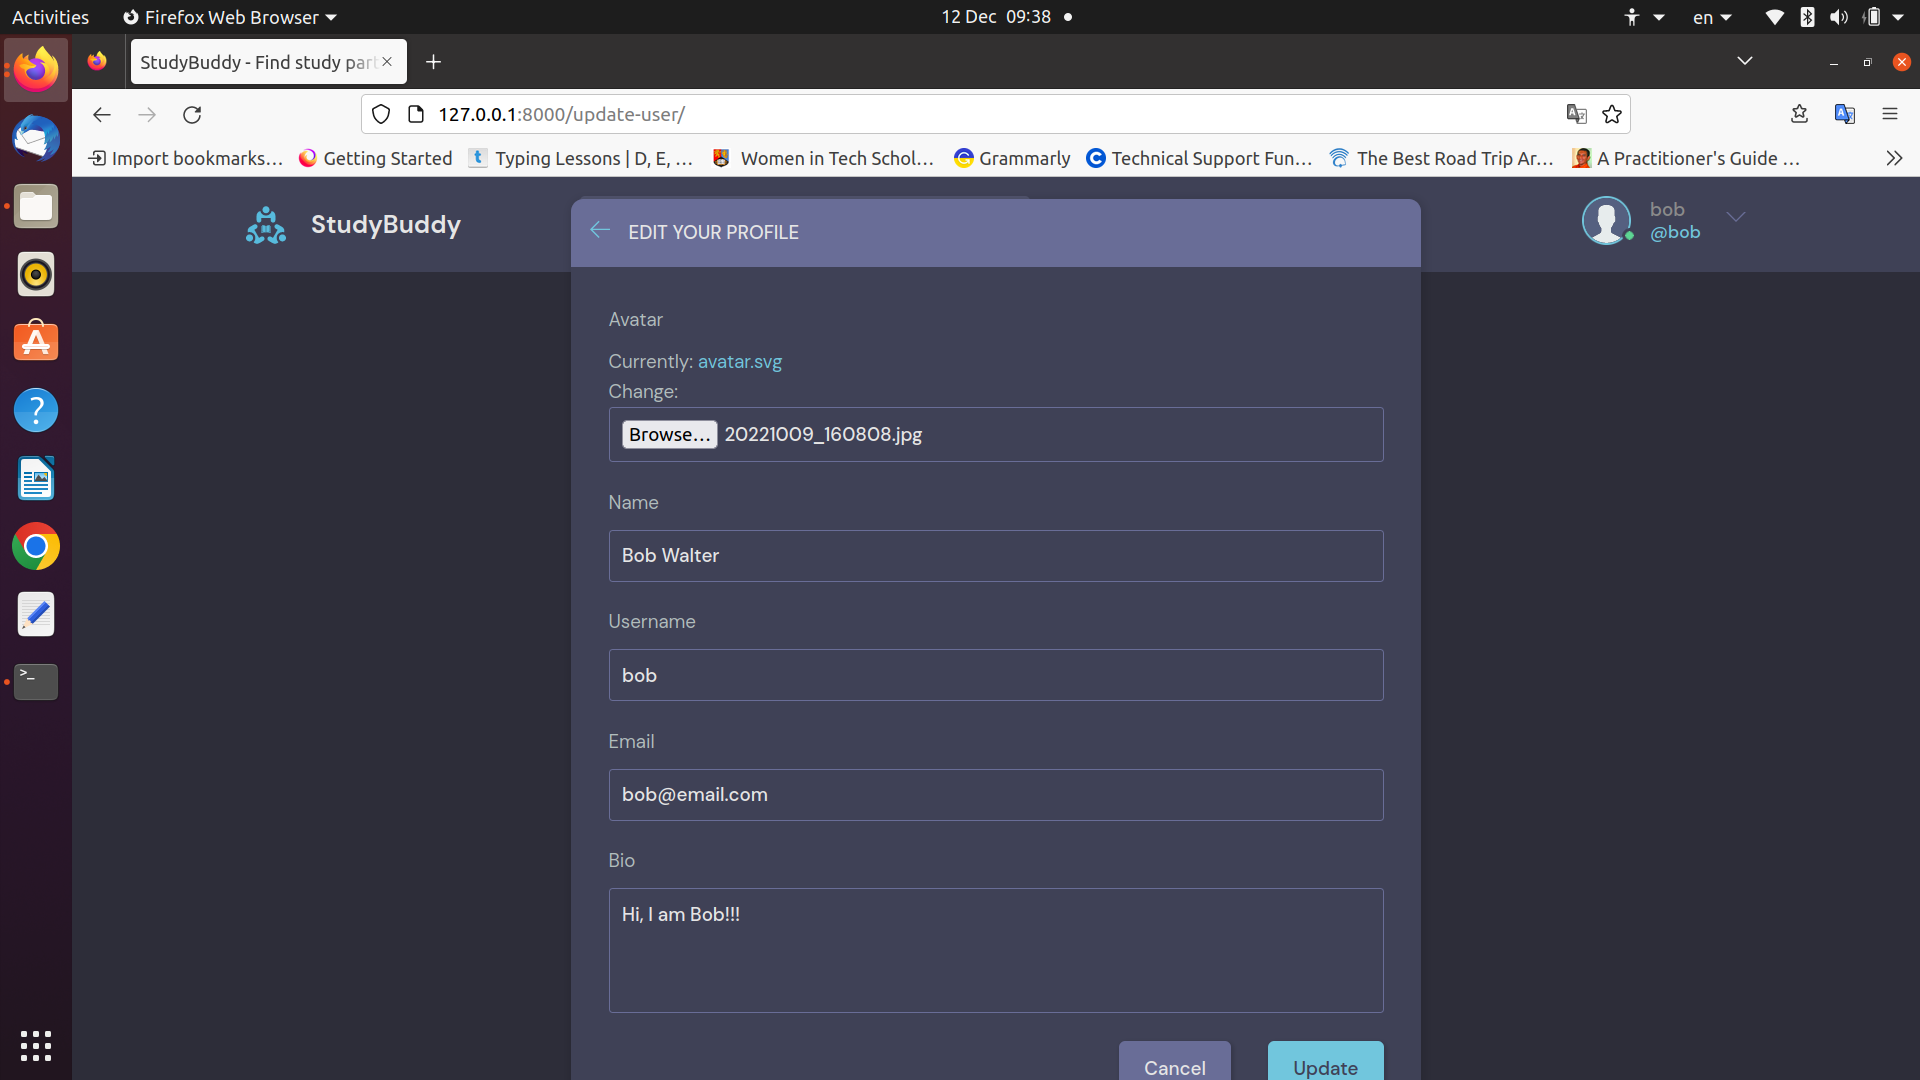 Activities Firefox Web Browser 12 Dec 09:38 en
StudyBuddy - Find study part
127.0.0.1:8000/update-user/
Import bookmarks… Getting Started Typing Lessons | D, E, … Women in Tech Schol… Grammarly Technical Support Fun… The Best Road Trip Ar… A Practitioner's Guide …
StudyBuddy
EDIT YOUR PROFILE
bob
@bob
Avatar
Currently: avatar.svg
Change:
Browse… 20221009_160808.jpg
Name
Bob Walter
Username
bob
Email
bob@email.com
Bio
Hi, I am Bob!!!
Cancel Update